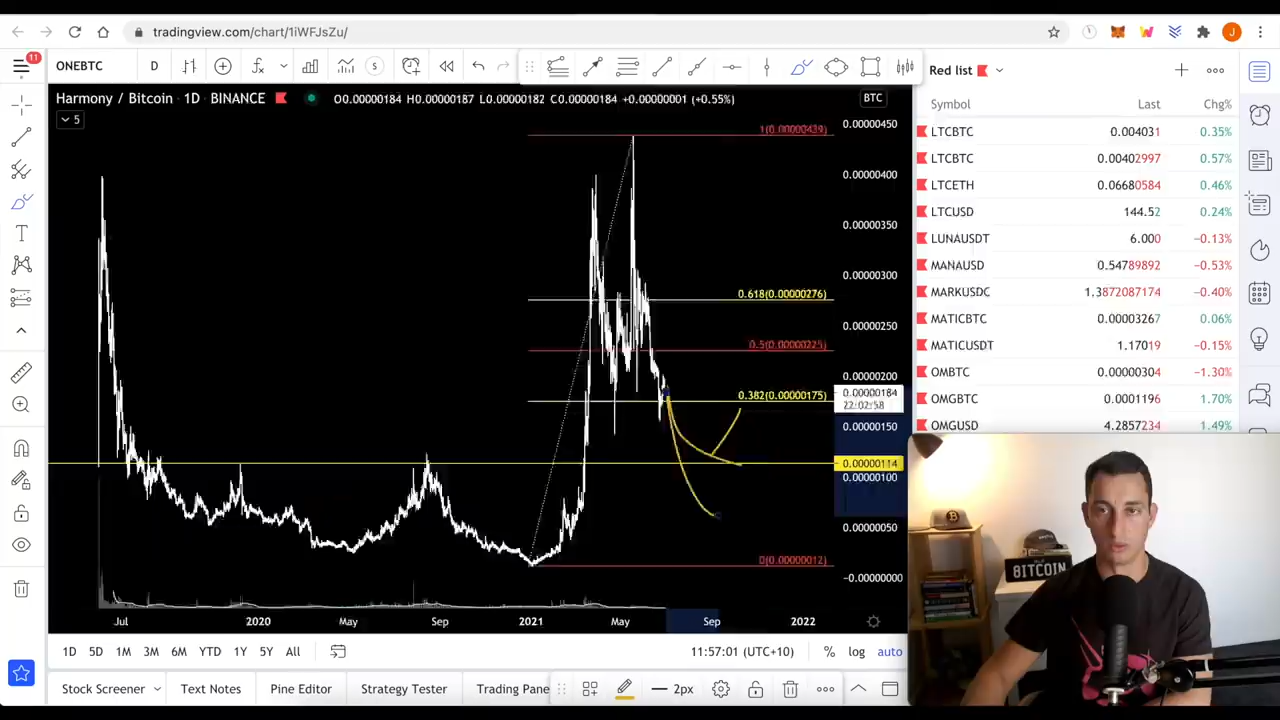 tradingview.com/chart/1iWFJsZu/
J
11
ONEBTC
D
S
Red list
Harmony / Bitcoin · 1D · BINANCE
O0.00000184 H0.00000187 L0.00000182 C0.00000184 +0.00000001 (+0.55%)
BTC
5
Symbol Last Chg%
LTCBTC 0.004031 0.35%
LTCBTC 0.00402997 0.57%
LTCETH 0.06680584 0.46%
LTCUSD 144.52 0.24%
LUNAUSDT 6.000 −0.13%
MANAUSD 0.54789892 −0.53%
MARKUSDC 1.3872087174 −0.40%
MATICBTC 0.00003267 0.06%
MATICUSDT 1.17019 −0.15%
OMBTC 0.00000304 −1.30%
OMGBTC 0.0001196 1.70%
OMGUSD 4.2857234 1.49%
1(0.00000439)
0.618(0.00000276)
0.5(0.00000225)
0.382(0.00000175)
0(0.00000012)
0.00000450
0.00000400
0.00000350
0.00000300
0.00000250
0.00000200
0.00000184
22:02:58
0.00000150
0.00000114
0.00000100
0.00000050
−0.00000000
Jul 2020 May Sep 2021 May Sep 2022
1D 5D 1M 3M 6M YTD 1Y 5Y All
11:57:01 (UTC+10) % log auto
Stock Screener Text Notes Pine Editor Strategy Tester Trading Pane
2px
BITCOIN